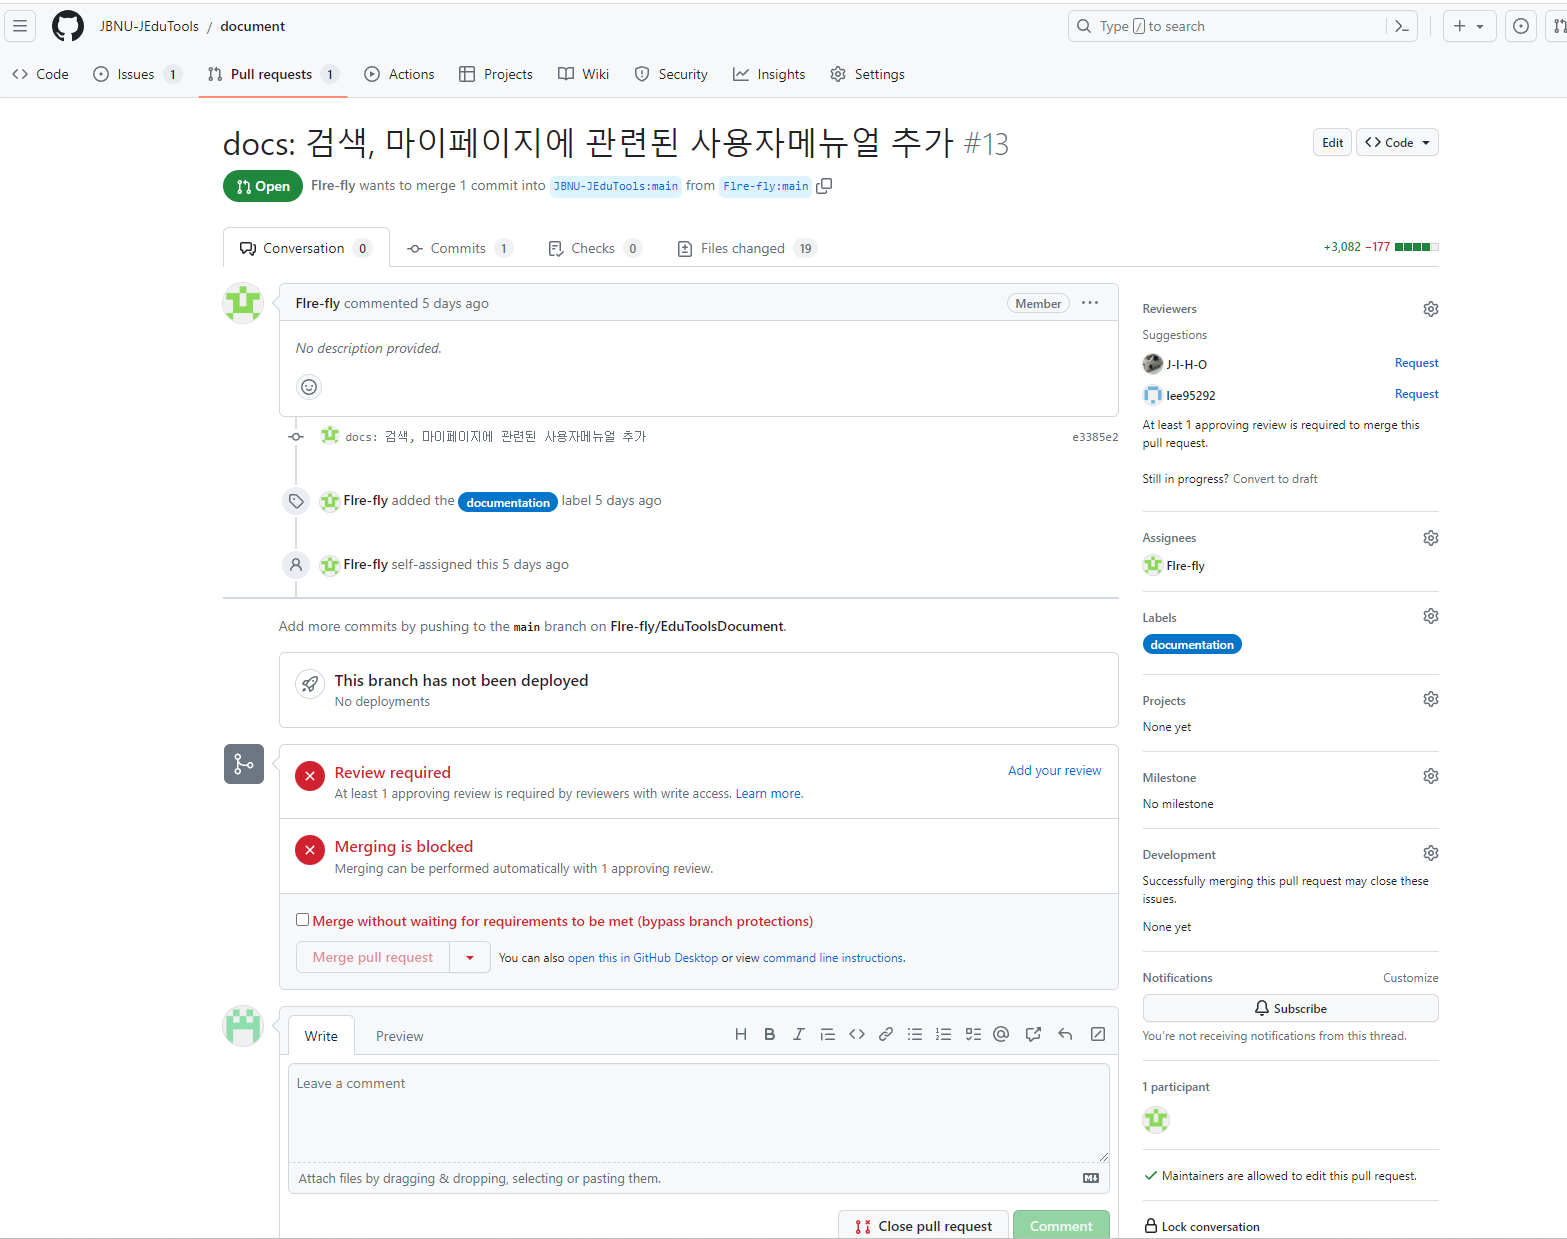 JBNU-JEduTools / document
Type / to search
Code
Issues 1
Pull requests 1
Actions
Projects
Wiki
Security
Insights
Settings
docs: 검색, 마이페이지에 관련된 사용자메뉴얼 추가 #13
Edit
Code
Open
FIre-fly wants to merge 1 commit into JBNU-JEduTools:main from FIre-fly:main
Conversation 0
Commits 1
Checks 0
Files changed 19
+3,082 −177
FIre-fly commented 5 days ago
Member
No description provided.
docs: 검색, 마이페이지에 관련된 사용자메뉴얼 추가
e3385e2
FIre-fly added the documentation label 5 days ago
FIre-fly self-assigned this 5 days ago
Add more commits by pushing to the main branch on FIre-fly/EduToolsDocument.
This branch has not been deployed
No deployments
Review required
Add your review
At least 1 approving review is required by reviewers with write access. Learn more.
Merging is blocked
Merging can be performed automatically with 1 approving review.
Merge without waiting for requirements to be met (bypass branch protections)
Merge pull request
You can also open this in GitHub Desktop or view command line instructions.
Write
Preview
Leave a comment
Attach files by dragging & dropping, selecting or pasting them.
Close pull request
Comment
Reviewers
Suggestions
J-I-H-O
Request
lee95292
Request
At least 1 approving review is required to merge this
pull request.
Still in progress? Convert to draft
Assignees
FIre-fly
Labels
documentation
Projects
None yet
Milestone
No milestone
Development
Successfully merging this pull request may close these
issues.
None yet
Notifications
Customize
Subscribe
You're not receiving notifications from this thread.
1 participant
Maintainers are allowed to edit this pull request.
Lock conversation